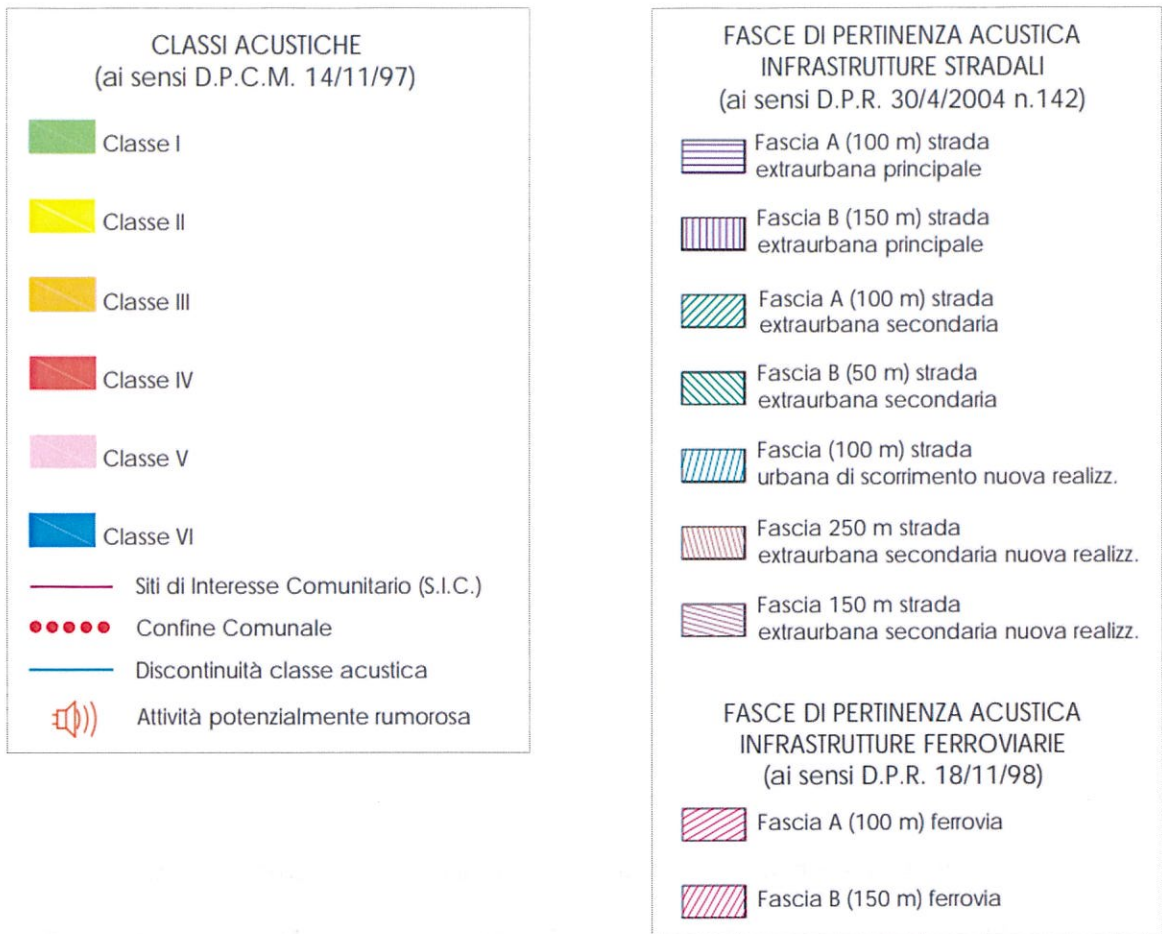 CLASSI ACUSTICHE
(ai sensi D.P.C.M. 14/11/97)
Classe I
Classe II
Classe III
Classe IV
Classe V
Classe VI
Siti di Interesse Comunitario (S.I.C.)
Confine Comunale
Discontinuità classe acustica
Attività potenzialmente rumorosa
FASCE DI PERTINENZA ACUSTICA
INFRASTRUTTURE STRADALI
(ai sensi D.P.R. 30/4/2004 n.142)
Fascia A (100 m) strada
extraurbana principale
Fascia B (150 m) strada
extraurbana principale
Fascia A (100 m) strada
extraurbana secondaria
Fascia B (50 m) strada
extraurbana secondaria
Fascia (100 m) strada
urbana di scorrimento nuova realizz.
Fascia 250 m strada
extraurbana secondaria nuova realizz.
Fascia 150 m strada
extraurbana secondaria nuova realizz.
FASCE DI PERTINENZA ACUSTICA
INFRASTRUTTURE FERROVIARIE
(ai sensi D.P.R. 18/11/98)
Fascia A (100 m) ferrovia
Fascia B (150 m) ferrovia